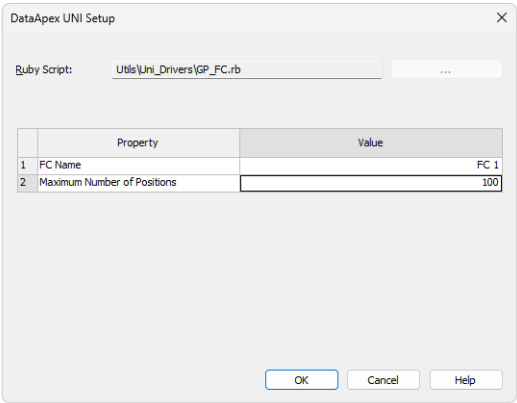 DataApex UNI Setup
Ruby Script: Utils\Uni_Drivers\GP_FC.rb ...
Property Value
1 FC Name FC 1
2 Maximum Number of Positions 100
OK Cancel Help